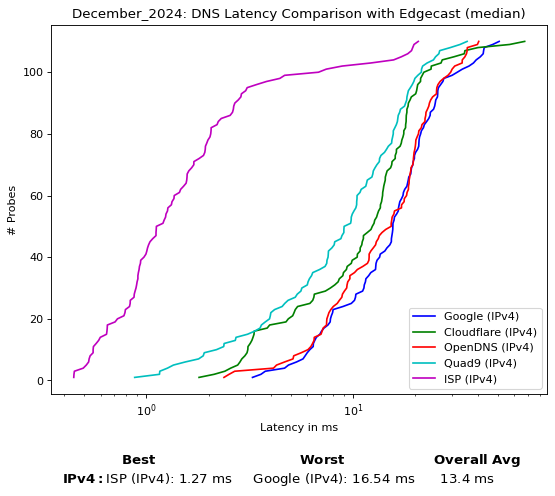 December_2024: DNS Latency Comparison with Edgecast (median)
# Probes
100
80
60
40
20
0
Google (IPv4)
Cloudflare (IPv4)
OpenDNS (IPv4)
Quad9 (IPv4)
ISP (IPv4)
10⁰ 10¹
Latency in ms
Best Worst Overall Avg
IPv4: ISP (IPv4): 1.27 ms Google (IPv4): 16.54 ms 13.4 ms